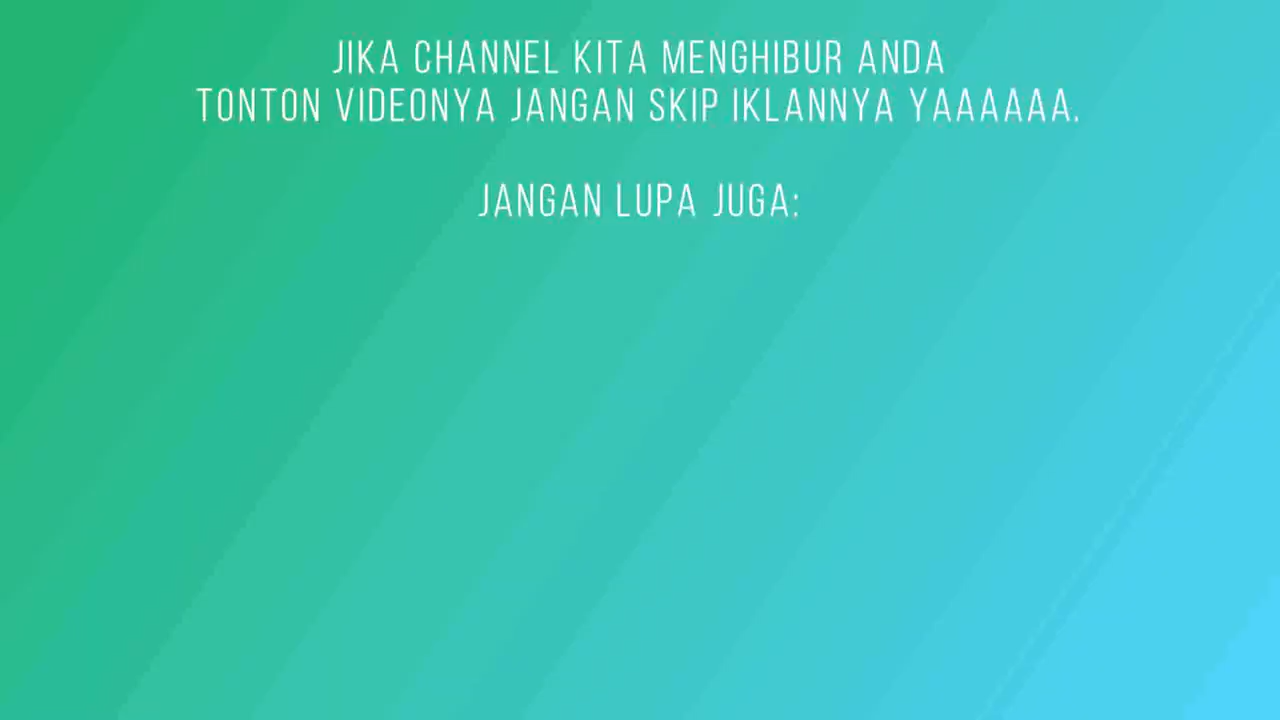 JIKA CHANNEL KITA MENGHIBUR ANDA
TONTON VIDEONYA JANGAN SKIP IKLANNYA YAAAAAA.
JANGAN LUPA JUGA: